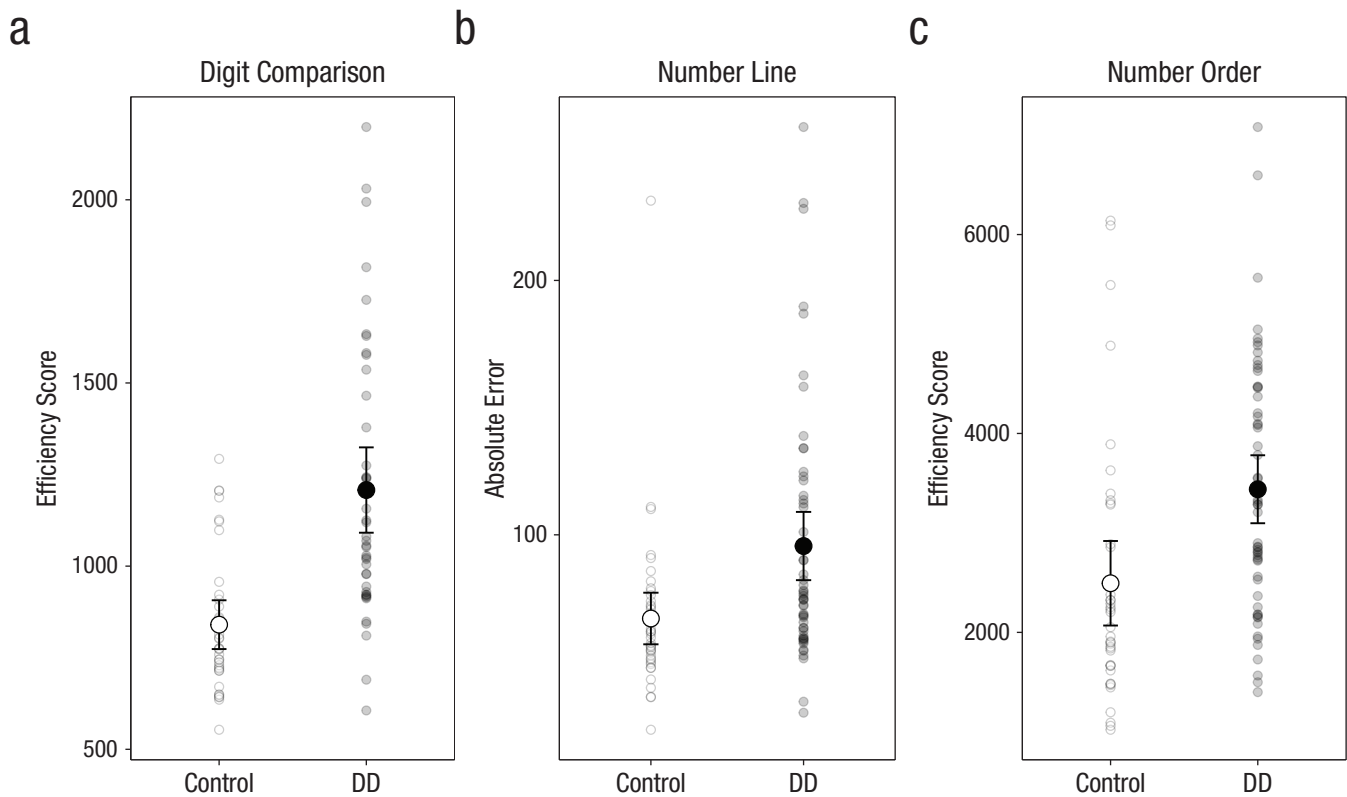 a
Digit Comparison
Efficiency Score
2000
1500
1000
500
Control DD
b
Number Line
Absolute Error
200
100
Control DD
c
Number Order
Efficiency Score
6000
4000
2000
Control DD